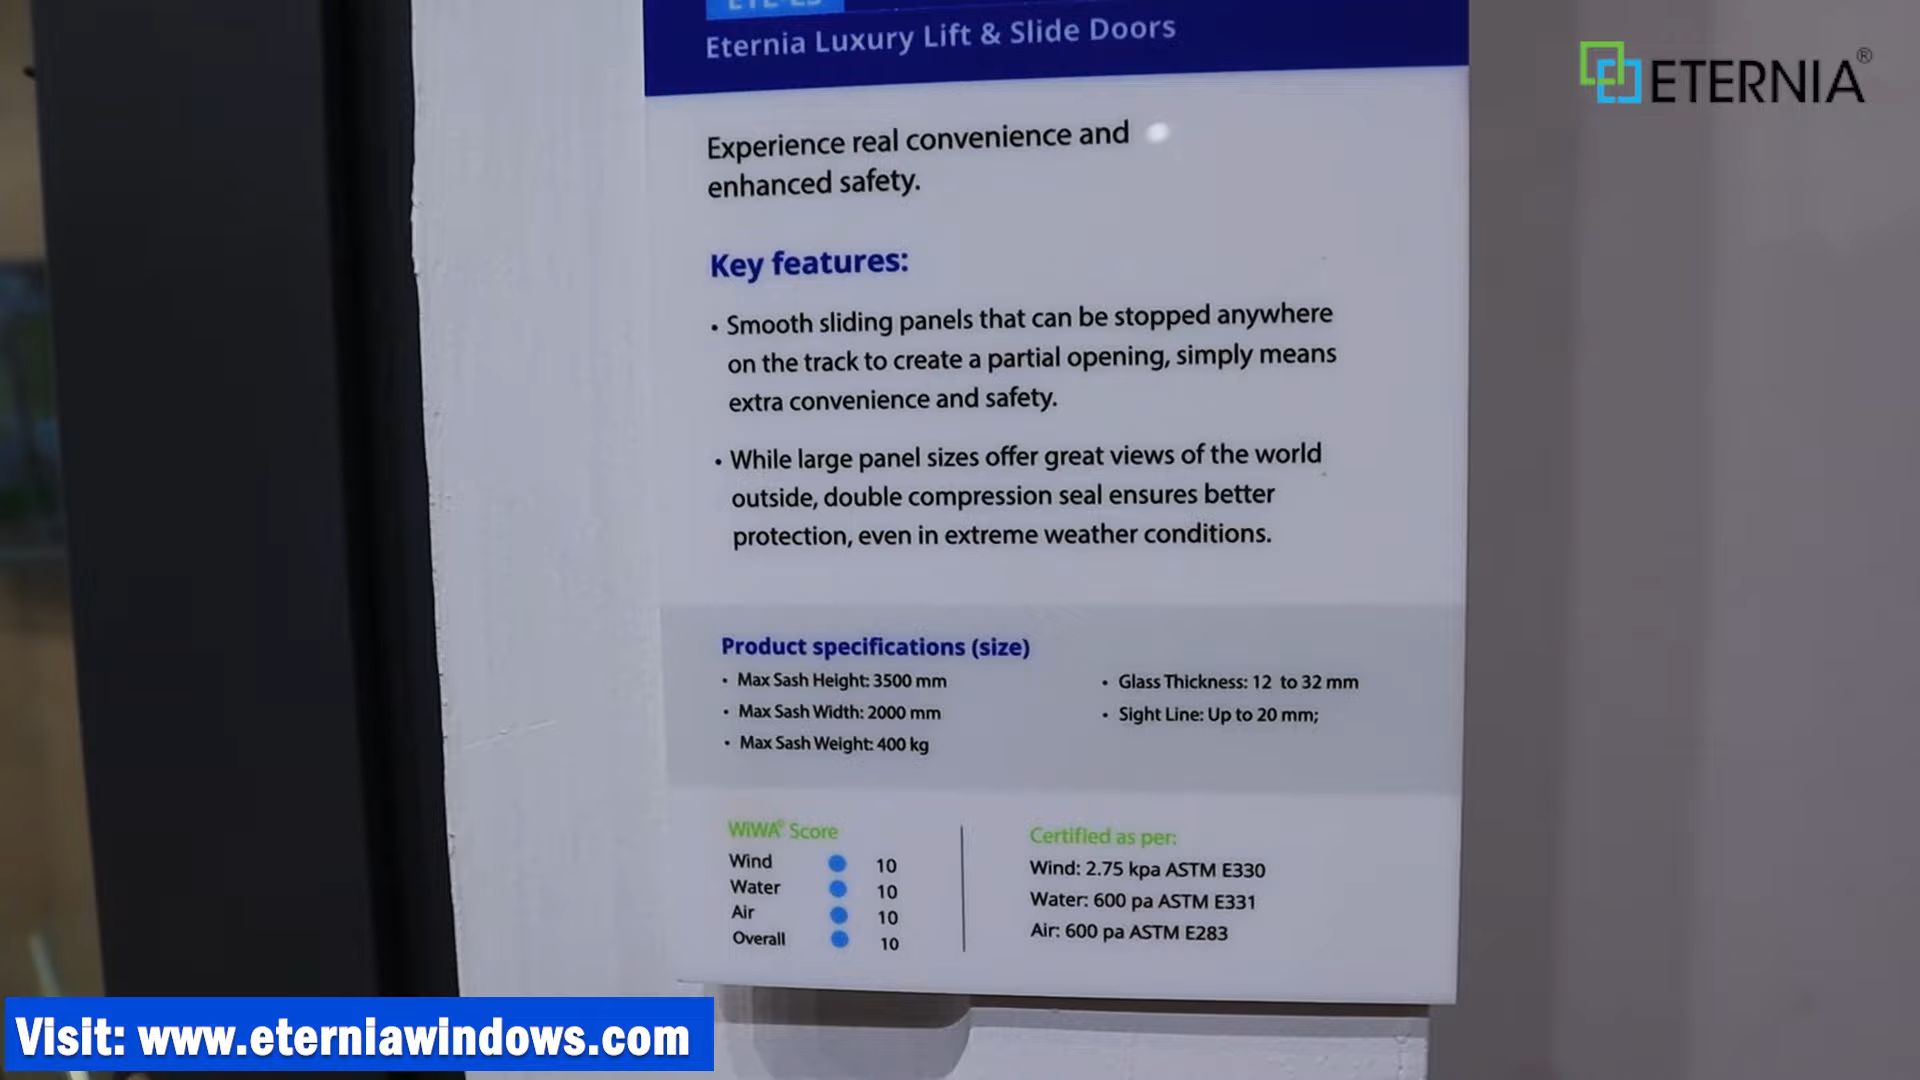 Eternia Luxury Lift & Slide Doors
ETERNIA®
Experience real convenience and
enhanced safety.
Key features:
• Smooth sliding panels that can be stopped anywhere
on the track to create a partial opening, simply means
extra convenience and safety.
• While large panel sizes offer great views of the world
outside, double compression seal ensures better
protection, even in extreme weather conditions.
Product specifications (size)
• Max Sash Height: 3500 mm
• Max Sash Width: 2000 mm
• Max Sash Weight: 400 kg
• Glass Thickness: 12 to 32 mm
• Sight Line: Up to 20 mm;
WiWA® Score
Wind 10
Water 10
Air 10
Overall 10
Certified as per:
Wind: 2.75 kpa ASTM E330
Water: 600 pa ASTM E331
Air: 600 pa ASTM E283
Visit: www.eterniawindows.com